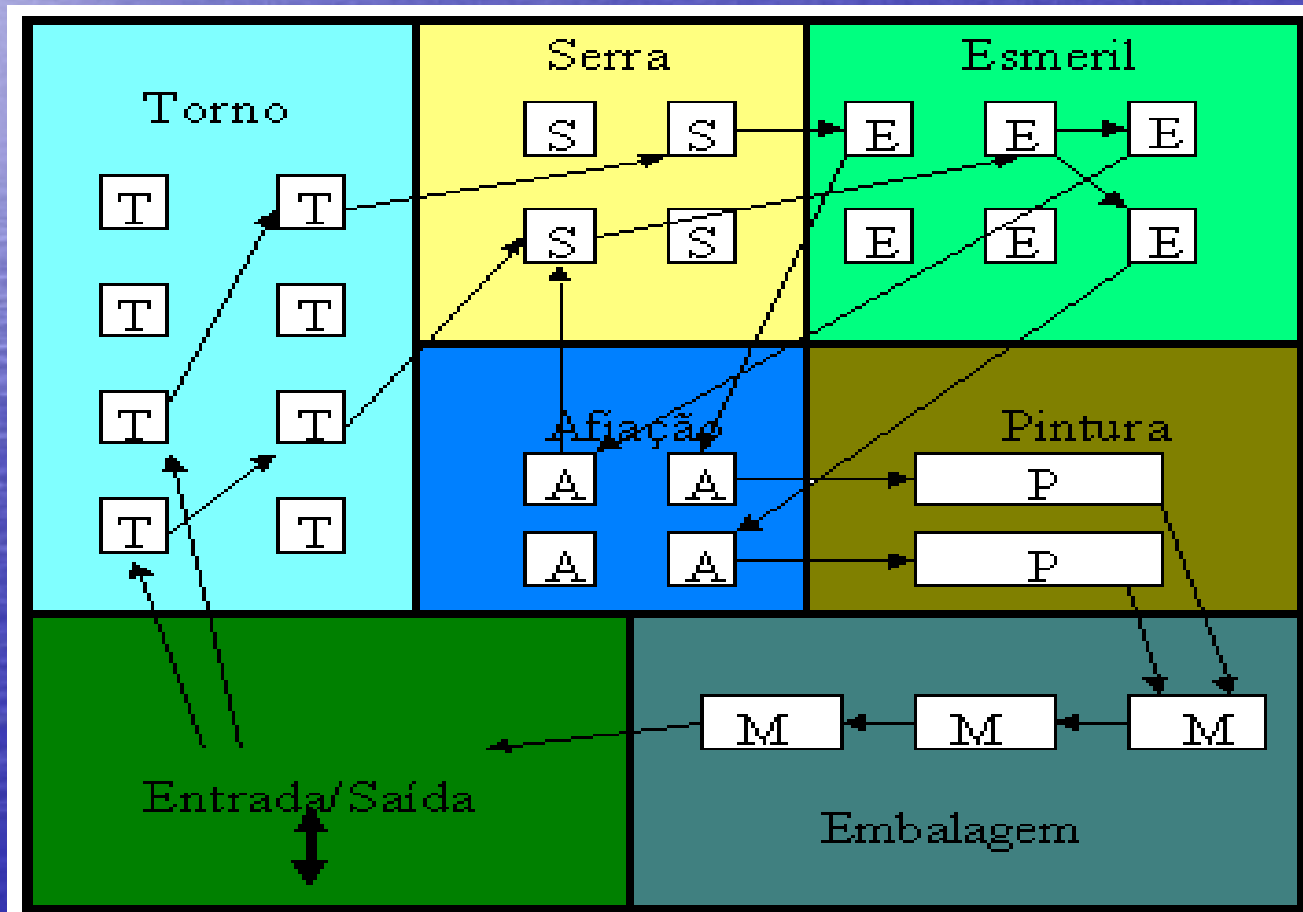 Torno
T T
T T
T T
T T
Serra
S S
S S
Esmeril
E E E
E E E
Afiação
A A
A A
Pintura
P
P
Entrada/Saída
M M M
Embalagem